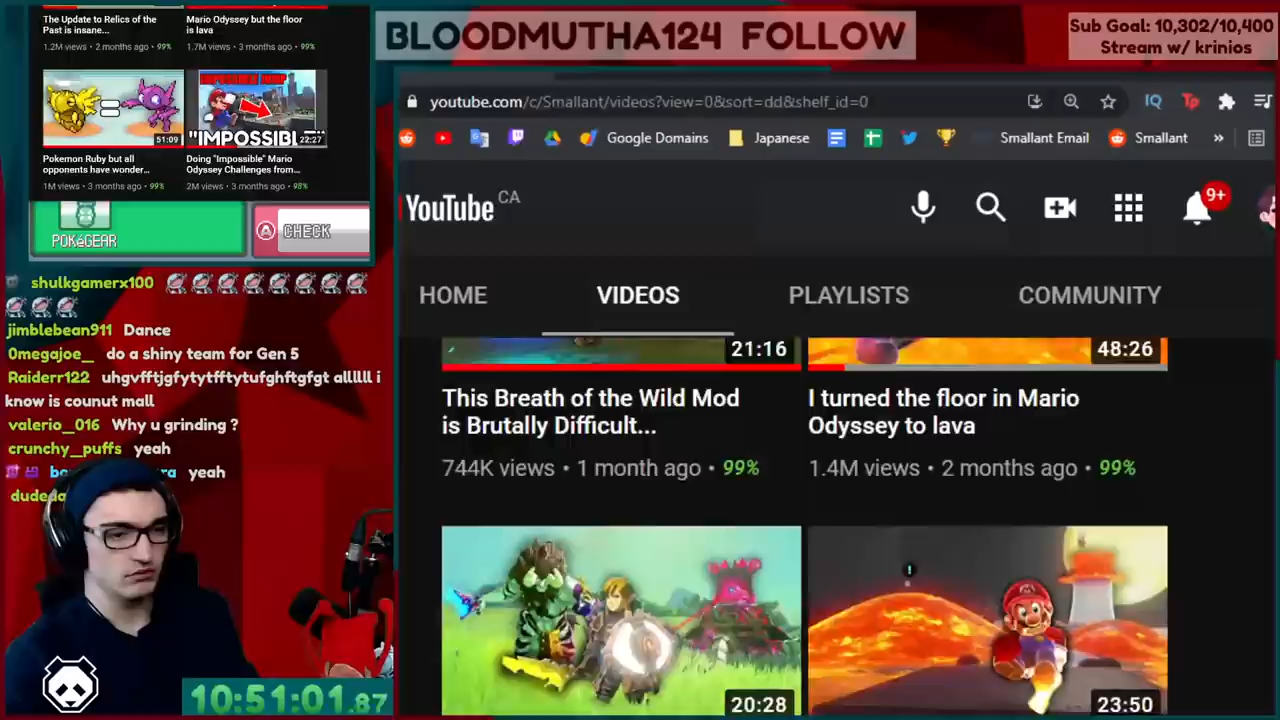 The Update to Relics of the
Past is insane...
1.2M views • 2 months ago • 99%
Mario Odyssey but the floor
is lava
1.7M views • 3 months ago • 99%
51:09
IMPOSSIBLE JUMP
"IMPOSSIBLE"
22:27
Pokemon Ruby but all
opponents have wonder...
1M views • 3 months ago • 99%
Doing "Impossible" Mario
Odyssey Challenges from...
2M views • 3 months ago • 98%
POKéGEAR
A CHECK
BLOODMUTHA124 FOLLOW
Sub Goal: 10,302/10,400
Stream w/ krinios
youtube.com/c/Smallant/videos?view=0&sort=dd&shelf_id=0
IQ
Tp
Google Domains
Japanese
Smallant Email
Smallant
»
YouTube CA
9+
HOME
VIDEOS
PLAYLISTS
COMMUNITY
21:16
48:26
This Breath of the Wild Mod
is Brutally Difficult...
744K views • 1 month ago • 99%
I turned the floor in Mario
Odyssey to lava
1.4M views • 2 months ago • 99%
!
20:28
23:50
shulkgamerx100
jimblebean911 Dance
0megajoe_ do a shiny team for Gen 5
Raiderr122 uhgvfftjgfytytfftytufghftgfgt allllll i
know is counut mall
valerio_016 Why u grinding ?
crunchy_puffs yeah
yeah
10:51:01.87